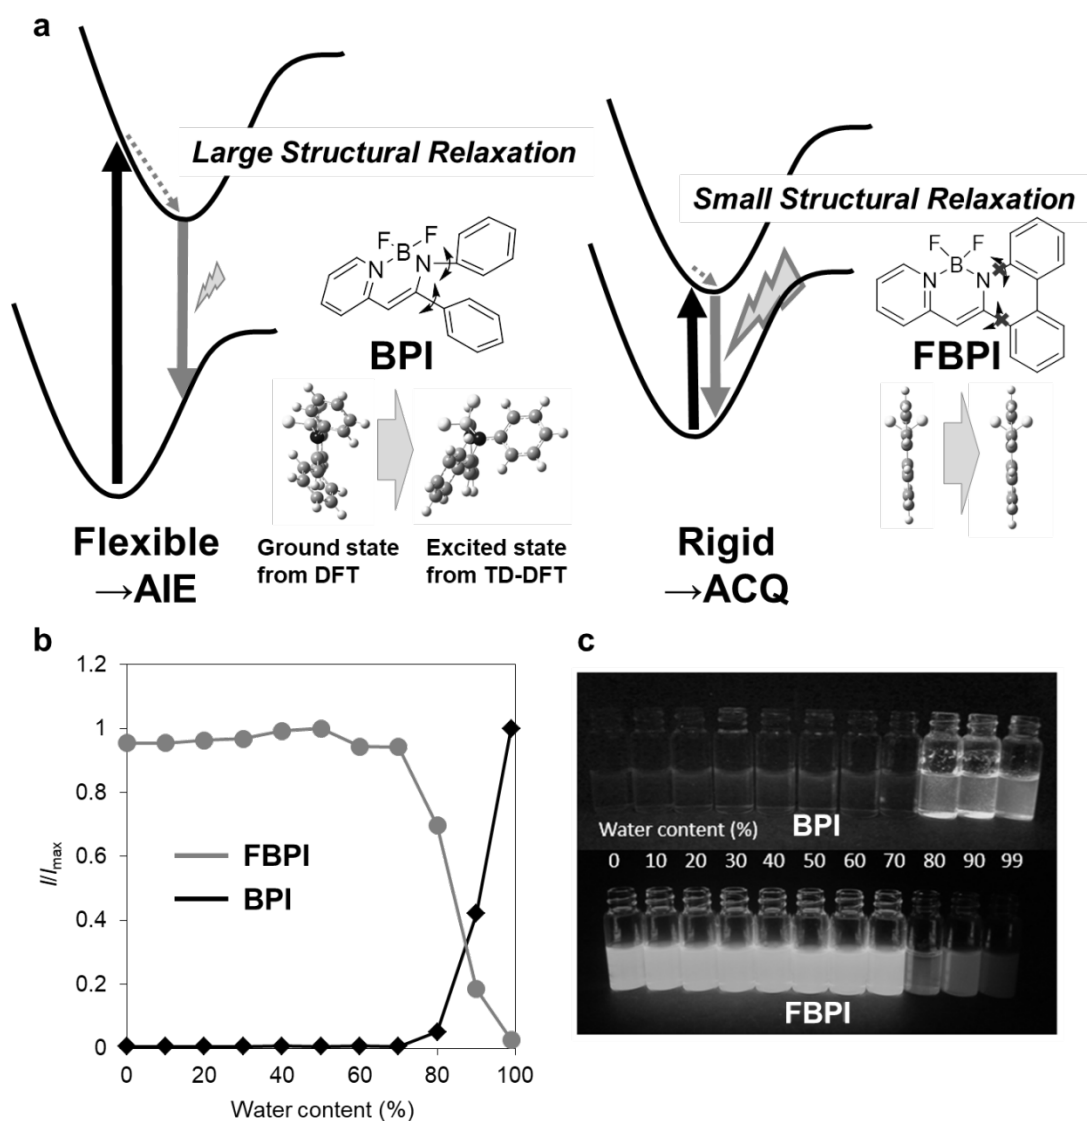 a
Large Structural Relaxation
Small Structural Relaxation
F
F
B
N
N
BPI
F
F
B
N
N
FBPI
Flexible
→AIE
Ground state
from DFT
Excited state
from TD-DFT
Rigid
→ACQ
b
1.2
1
0.8
0.6
0.4
0.2
0
I/Imax
FBPI
BPI
0 20 40 60 80 100
Water content (%)
c
Water content (%)
BPI
0 10 20 30 40 50 60 70 80 90 99
FBPI